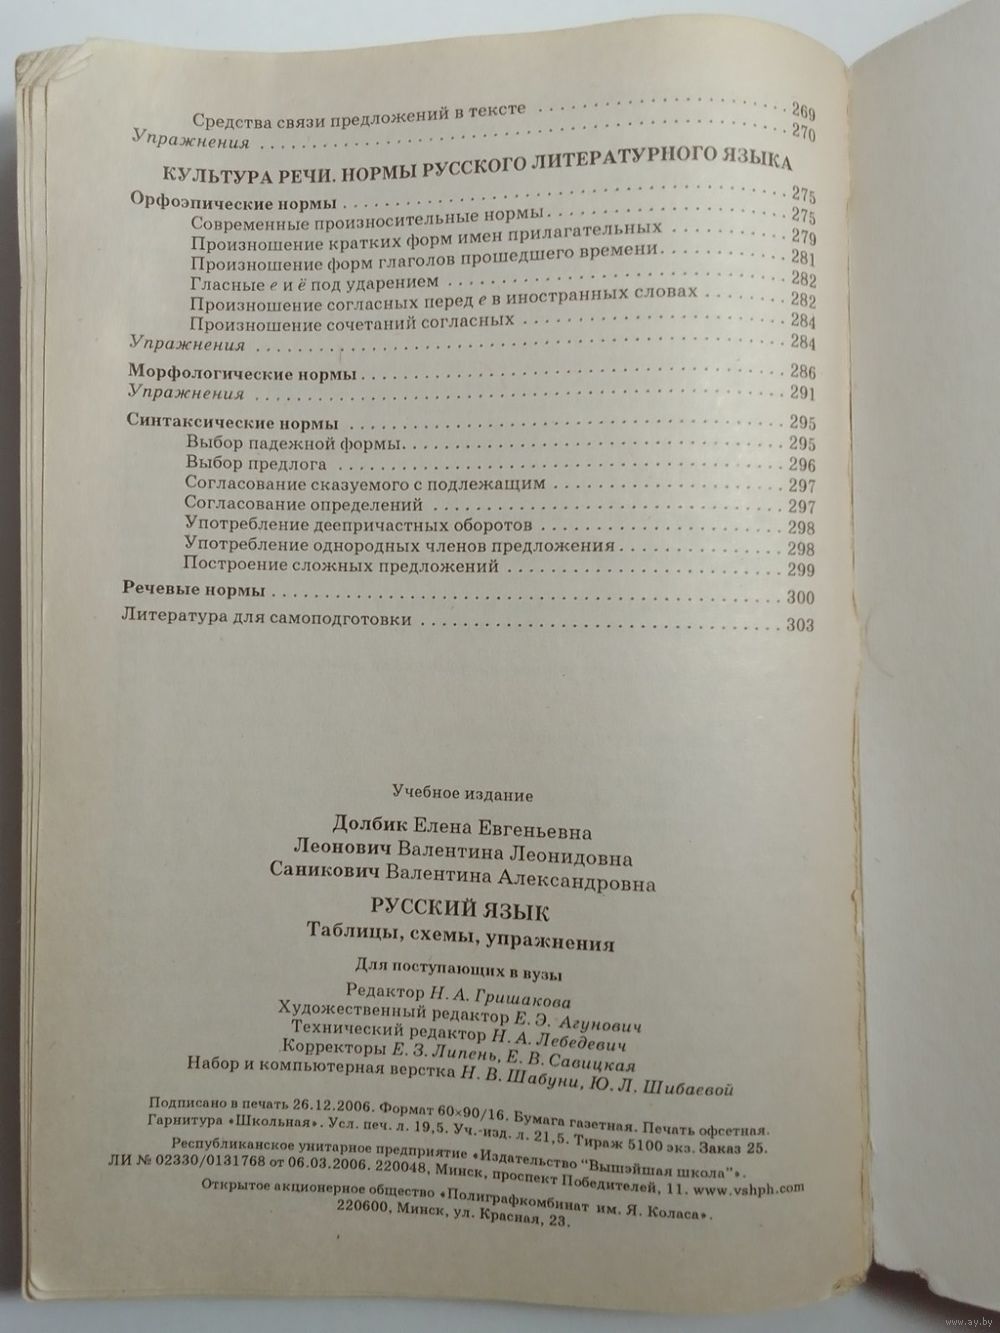 Средства связи предложений в тексте . . . . . . . . . . . . . . . . . . . . 269
Упражнения . . . . . . . . . . . . . . . . . . . . . . . . . . . . . . . . . . . . . . . . 270
КУЛЬТУРА РЕЧИ. НОРМЫ РУССКОГО ЛИТЕРАТУРНОГО ЯЗЫКА
Орфоэпические нормы . . . . . . . . . . . . . . . . . . . . . . . . . . . . . . . . 275
Современные произносительные нормы. . . . . . . . . . . . . . . . . . 275
Произношение кратких форм имен прилагательных . . . . . . . . 279
Произношение форм глаголов прошедшего времени. . . . . . . . 281
Гласные е и ё под ударением . . . . . . . . . . . . . . . . . . . . . . . . . . 282
Произношение согласных перед е в иностранных словах . . . . . . 282
Произношение сочетаний согласных . . . . . . . . . . . . . . . . . . . . 284
Упражнения . . . . . . . . . . . . . . . . . . . . . . . . . . . . . . . . . . . . . . . . 284
Морфологические нормы . . . . . . . . . . . . . . . . . . . . . . . . . . . . . . 286
Упражнения . . . . . . . . . . . . . . . . . . . . . . . . . . . . . . . . . . . . . . . . 291
Синтаксические нормы . . . . . . . . . . . . . . . . . . . . . . . . . . . . . . . 295
Выбор падежной формы. . . . . . . . . . . . . . . . . . . . . . . . . . . . . . 295
Выбор предлога . . . . . . . . . . . . . . . . . . . . . . . . . . . . . . . . . . . . 296
Согласование сказуемого с подлежащим . . . . . . . . . . . . . . . . . 297
Согласование определений . . . . . . . . . . . . . . . . . . . . . . . . . . . 297
Употребление деепричастных оборотов . . . . . . . . . . . . . . . . . . 298
Употребление однородных членов предложения . . . . . . . . . . . . 298
Построение сложных предложений . . . . . . . . . . . . . . . . . . . . . 299
Речевые нормы . . . . . . . . . . . . . . . . . . . . . . . . . . . . . . . . . . . . . 300
Литература для самоподготовки . . . . . . . . . . . . . . . . . . . . . . . . . 303
Учебное издание
Долбик Елена Евгеньевна
Леонович Валентина Леонидовна
Саникович Валентина Александровна
РУССКИЙ ЯЗЫК
Таблицы, схемы, упражнения
Для поступающих в вузы
Редактор Н. А. Гришакова
Художественный редактор Е. Э. Агунович
Технический редактор Н. А. Лебедевич
Корректоры Е. З. Липень, Е. В. Савицкая
Набор и компьютерная верстка Н. В. Шабуни, Ю. Л. Шибаевой
Подписано в печать 26.12.2006. Формат 60×90/16. Бумага газетная. Печать офсетная.
Гарнитура «Школьная». Усл. печ. л. 19,5. Уч.-изд. л. 21,5. Тираж 5100 экз. Заказ 25.
Республиканское унитарное предприятие «Издательство "Вышэйшая школа"».
ЛИ № 02330/0131768 от 06.03.2006. 220048, Минск, проспект Победителей, 11. www.vshph.com
Открытое акционерное общество «Полиграфкомбинат им. Я. Коласа».
220600, Минск, ул. Красная, 23.
www.ay.by